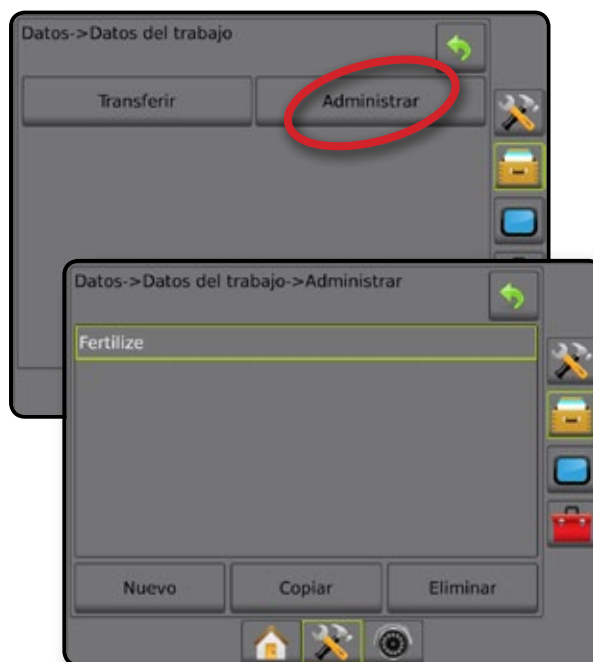 Datos->Datos del trabajo
Transferir Administrar
Datos->Datos del trabajo->Administrar
Fertilize
Nuevo Copiar Eliminar